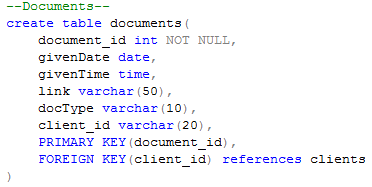 --Documents--
create table documents(
document_id int NOT NULL,
givenDate date,
givenTime time,
link varchar(50),
docType varchar(10),
client_id varchar(20),
PRIMARY KEY(document_id),
FOREIGN KEY(client_id) references clients
)